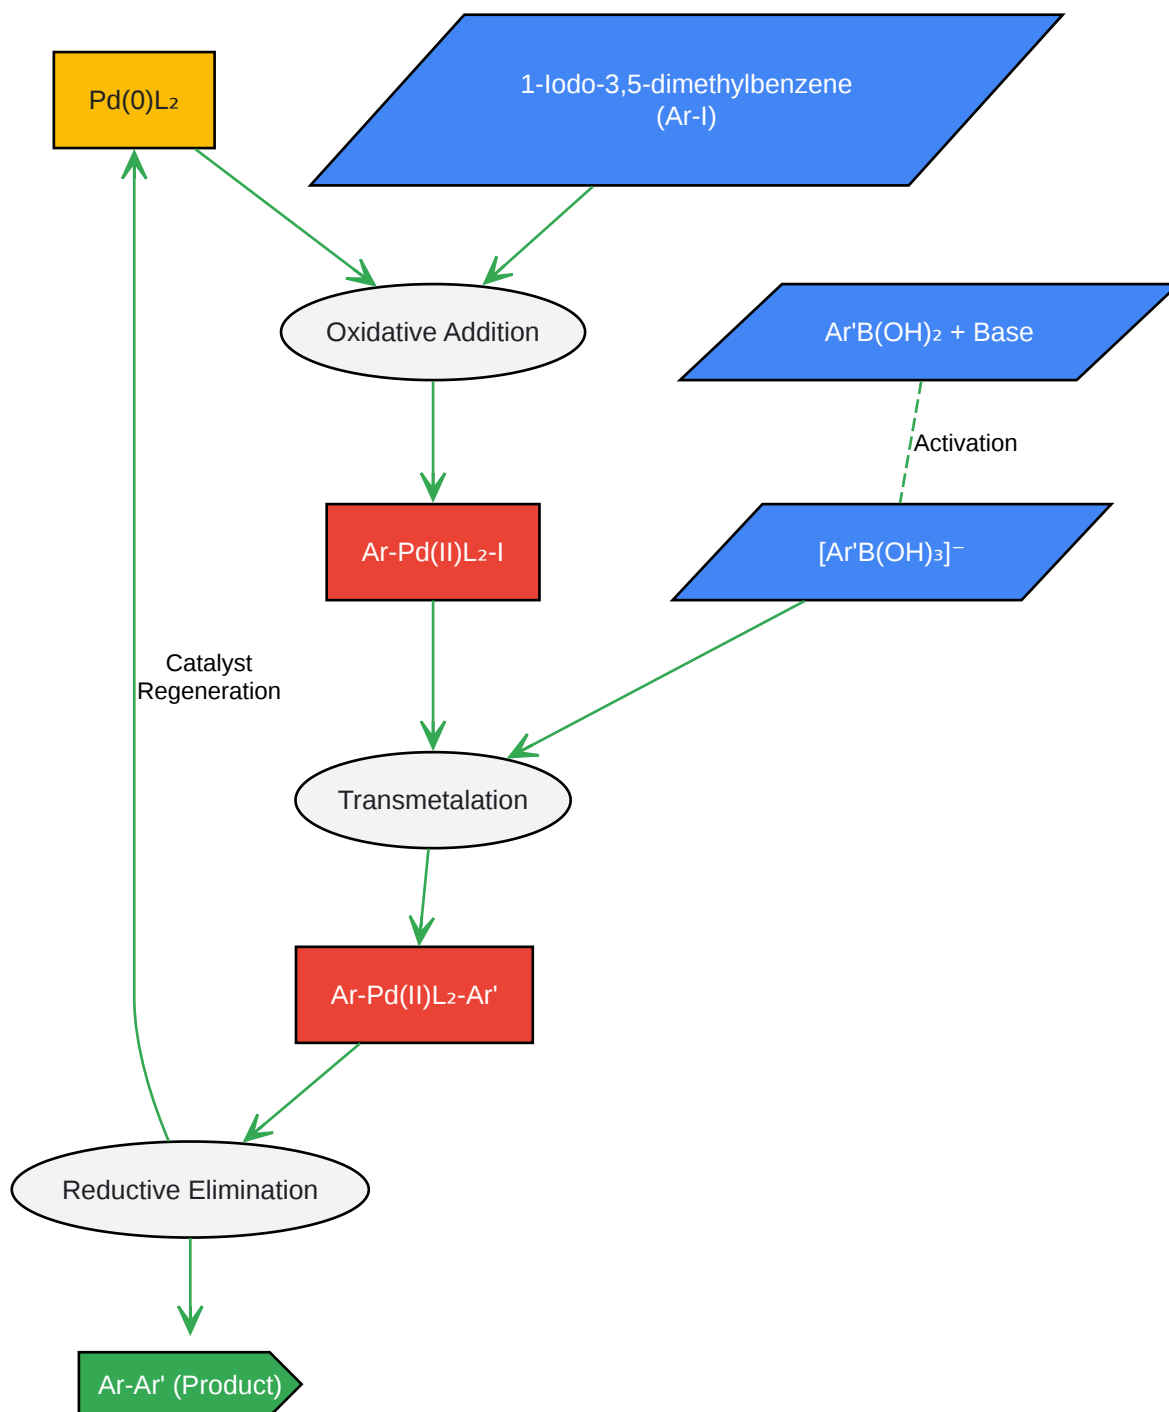 Pd(0)L₂
1-Iodo-3,5-dimethylbenzene
(Ar-I)
Oxidative Addition
Ar'B(OH)₂ + Base
Activation
Ar-Pd(II)L₂-I
[Ar'B(OH)₃]⁻
Catalyst
Regeneration
Transmetalation
Ar-Pd(II)L₂-Ar'
Reductive Elimination
Ar-Ar' (Product)